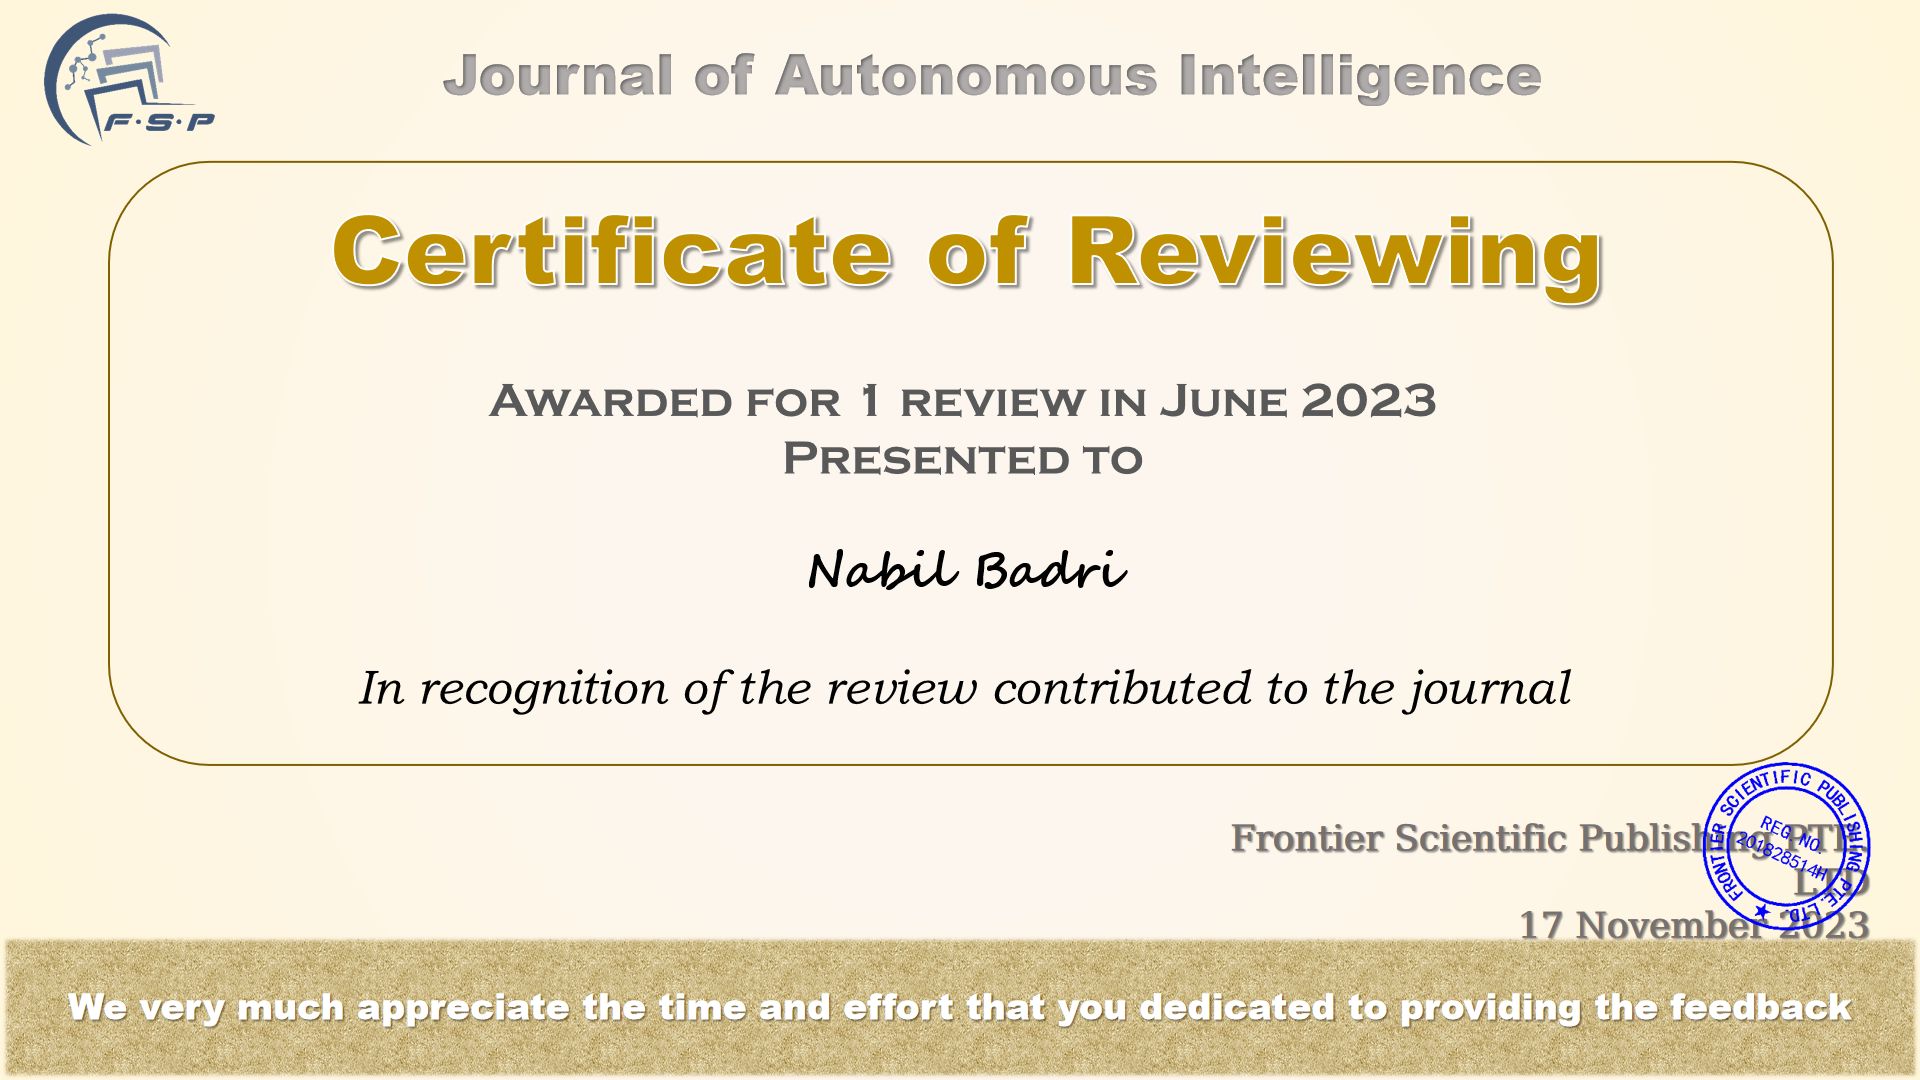 F·S·P
Journal of Autonomous Intelligence
Certificate of Reviewing
Awarded for 1 review in June 2023
Presented to
Nabil Badri
In recognition of the review contributed to the journal
Frontier Scientific Publishing PTE.
LTD
17 November 2023
FRONTIER SCIENTIFIC PUBLISHING PTE.LTD.
REG.NO.
201828514H
We very much appreciate the time and effort that you dedicated to providing the feedback